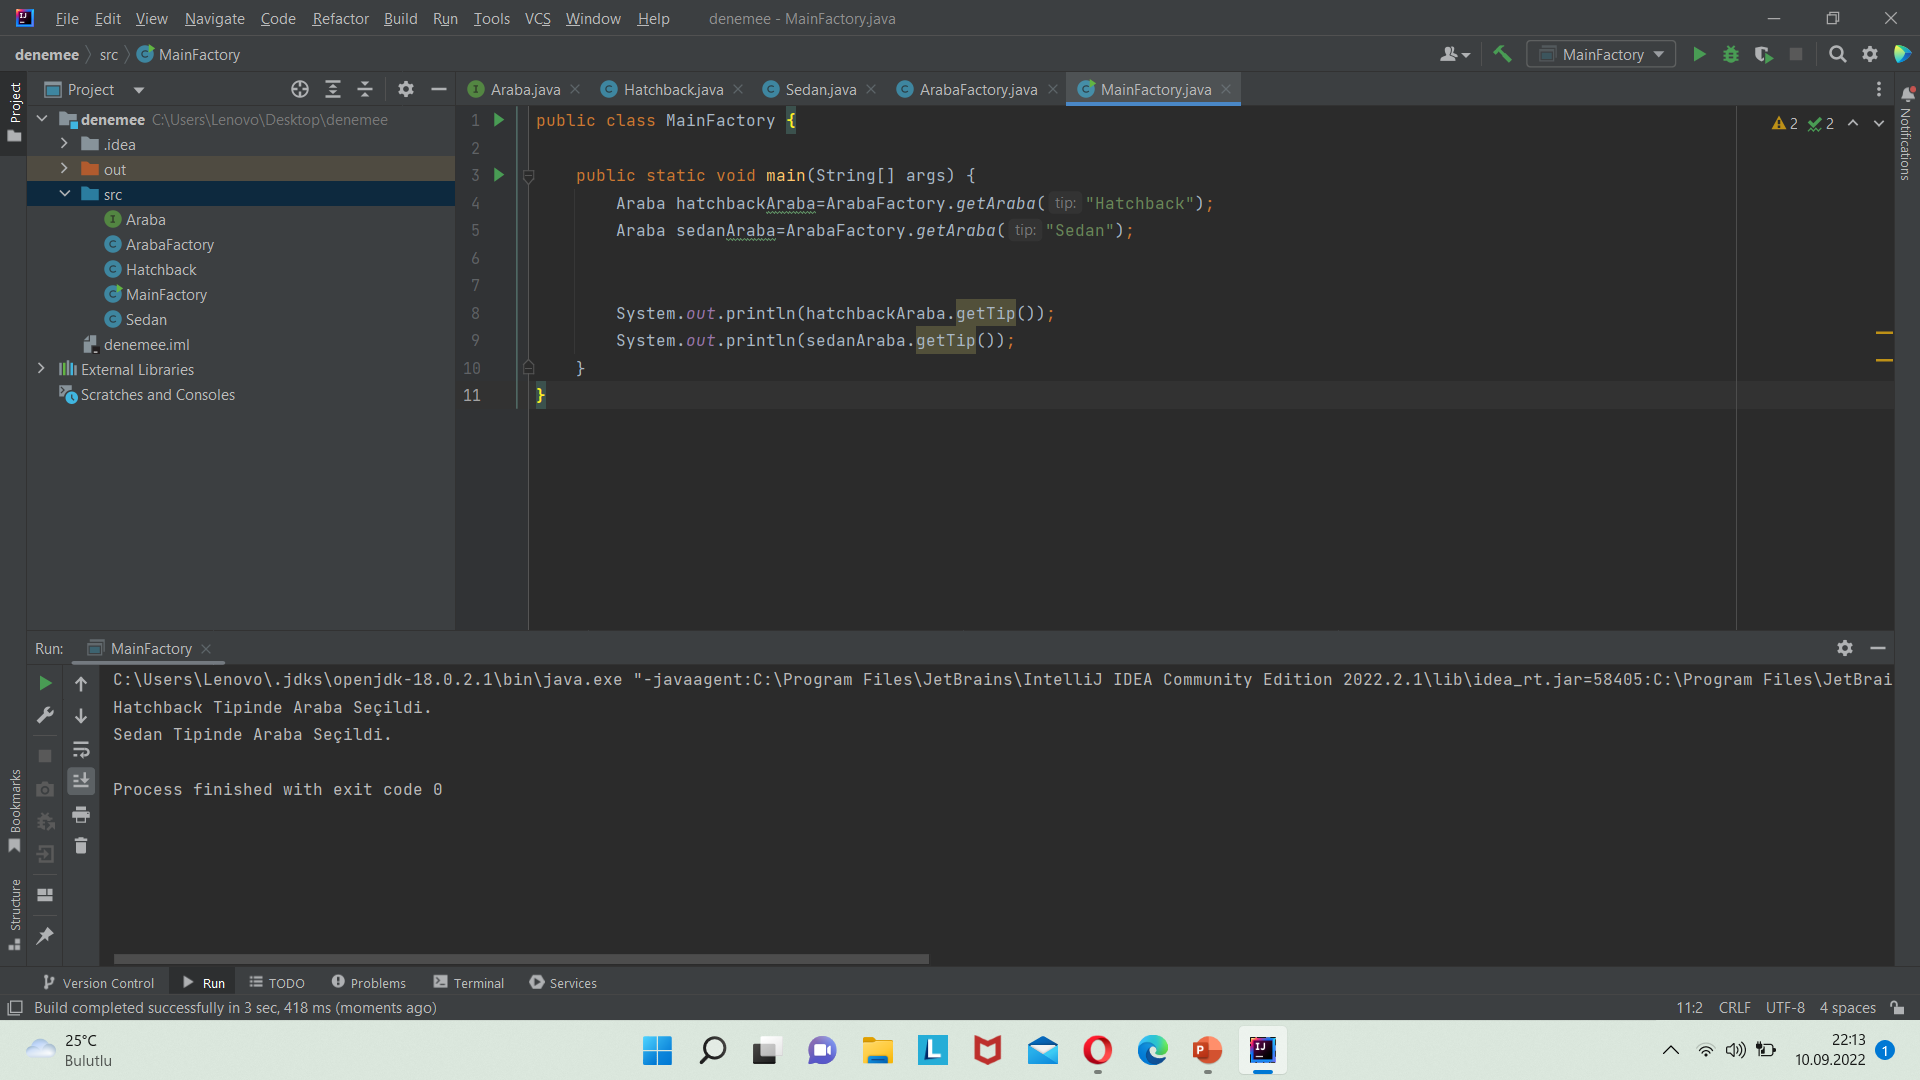 File Edit View Navigate Code Refactor Build Run Tools VCS Window Help denemee - MainFactory.java
denemee src MainFactory MainFactory
Project
Project
Araba.java Hatchback.java Sedan.java ArabaFactory.java MainFactory.java
Notifications
denemee C:\Users\Lenovo\Desktop\denemee
.idea
out
src
Araba
ArabaFactory
Hatchback
MainFactory
Sedan
denemee.iml
External Libraries
Scratches and Consoles
2 2
1 public class MainFactory {
2
3 public static void main(String[] args) {
4 Araba hatchbackAraba=ArabaFactory.getAraba( tip: "Hatchback");
5 Araba sedanAraba=ArabaFactory.getAraba( tip: "Sedan");
6
7
8 System.out.println(hatchbackAraba.getTip());
9 System.out.println(sedanAraba.getTip());
10 }
11 }
Run: MainFactory
C:\Users\Lenovo\.jdks\openjdk-18.0.2.1\bin\java.exe "-javaagent:C:\Program Files\JetBrains\IntelliJ IDEA Community Edition 2022.2.1\lib\idea_rt.jar=58405:C:\Program Files\JetBrai
Hatchback Tipinde Araba Seçildi.
Sedan Tipinde Araba Seçildi.
Process finished with exit code 0
Bookmarks
Structure
Version Control Run TODO Problems Terminal Services
Build completed successfully in 3 sec, 418 ms (moments ago) 11:2 CRLF UTF-8 4 spaces
25°C
Bulutlu
22:13
10.09.2022
1